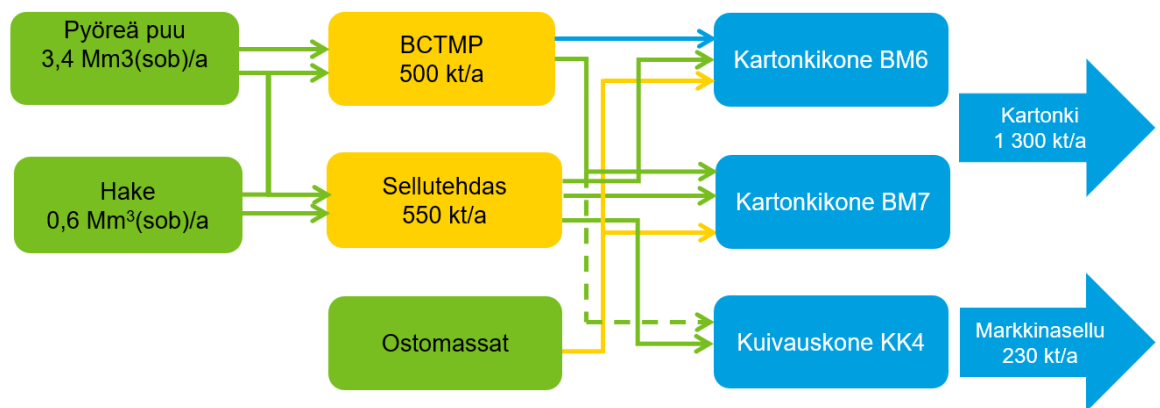 Pyöreä puu
3,4 Mm3(sob)/a
Hake
0,6 Mm³(sob)/a
BCTMP
500 kt/a
Sellutehdas
550 kt/a
Ostomassat
Kartonkikone BM6
Kartonkikone BM7
Kuivauskone KK4
Kartonki
1 300 kt/a
Markkinasellu
230 kt/a